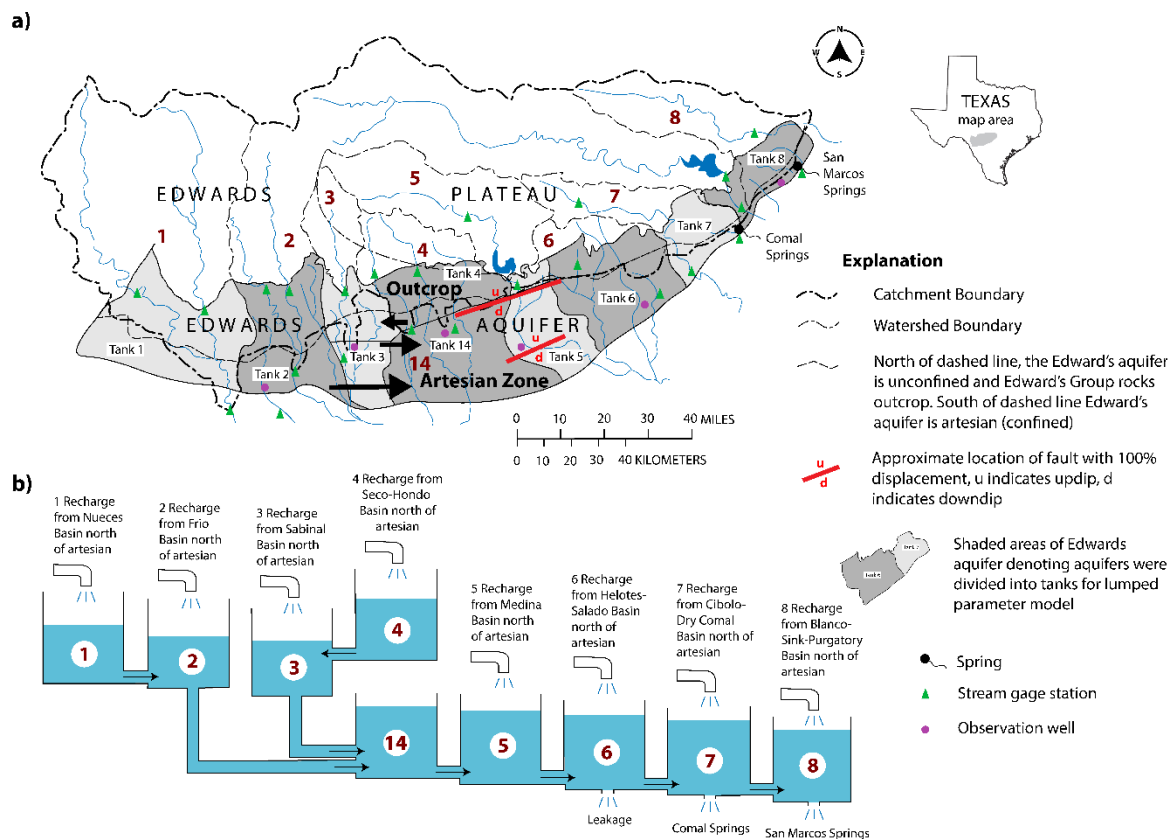 a)
N
W
E
S
TEXAS
map area
8
Tank 8
San
Marcos
Springs
EDWARDS
PLATEAU
5
3
7
1
2
4
6
Tank 7
Comal
Springs
Tank 4
Outcrop
u
d
EDWARDS
AQUIFER
Tank 6
Tank 1
Tank 2
Tank 3
Tank 14
u
d
Tank 5
14
Artesian Zone
0 10 20 30 40 MILES
0 10 20 30 40 KILOMETERS
Explanation
Catchment Boundary
Watershed Boundary
North of dashed line, the Edward's aquifer
is unconfined and Edward's Group rocks
outcrop. South of dashed line Edward's
aquifer is artesian (confined)
u
d
Approximate location of fault with 100%
displacement, u indicates updip, d
indicates downdip
Shaded areas of Edwards
aquifer denoting aquifers were
divided into tanks for lumped
parameter model
Spring
Stream gage station
Observation well
b)
1 Recharge
from Nueces
Basin north
of artesian
2 Recharge
from Frio
Basin north
of artesian
3 Recharge
from Sabinal
Basin north
of artesian
4 Recharge from
Seco-Hondo
Basin north of
artesian
5 Recharge
from Medina
Basin north of
artesian
6 Recharge
from Helotes-
Salado Basin
north of
artesian
7 Recharge
from Cibolo-
Dry Comal
Basin north of
artesian
8 Recharge
from Blanco-
Sink-Purgatory
Basin north of
artesian
1
2
3
4
14
5
6
7
8
Leakage
Comal Springs
San Marcos Springs